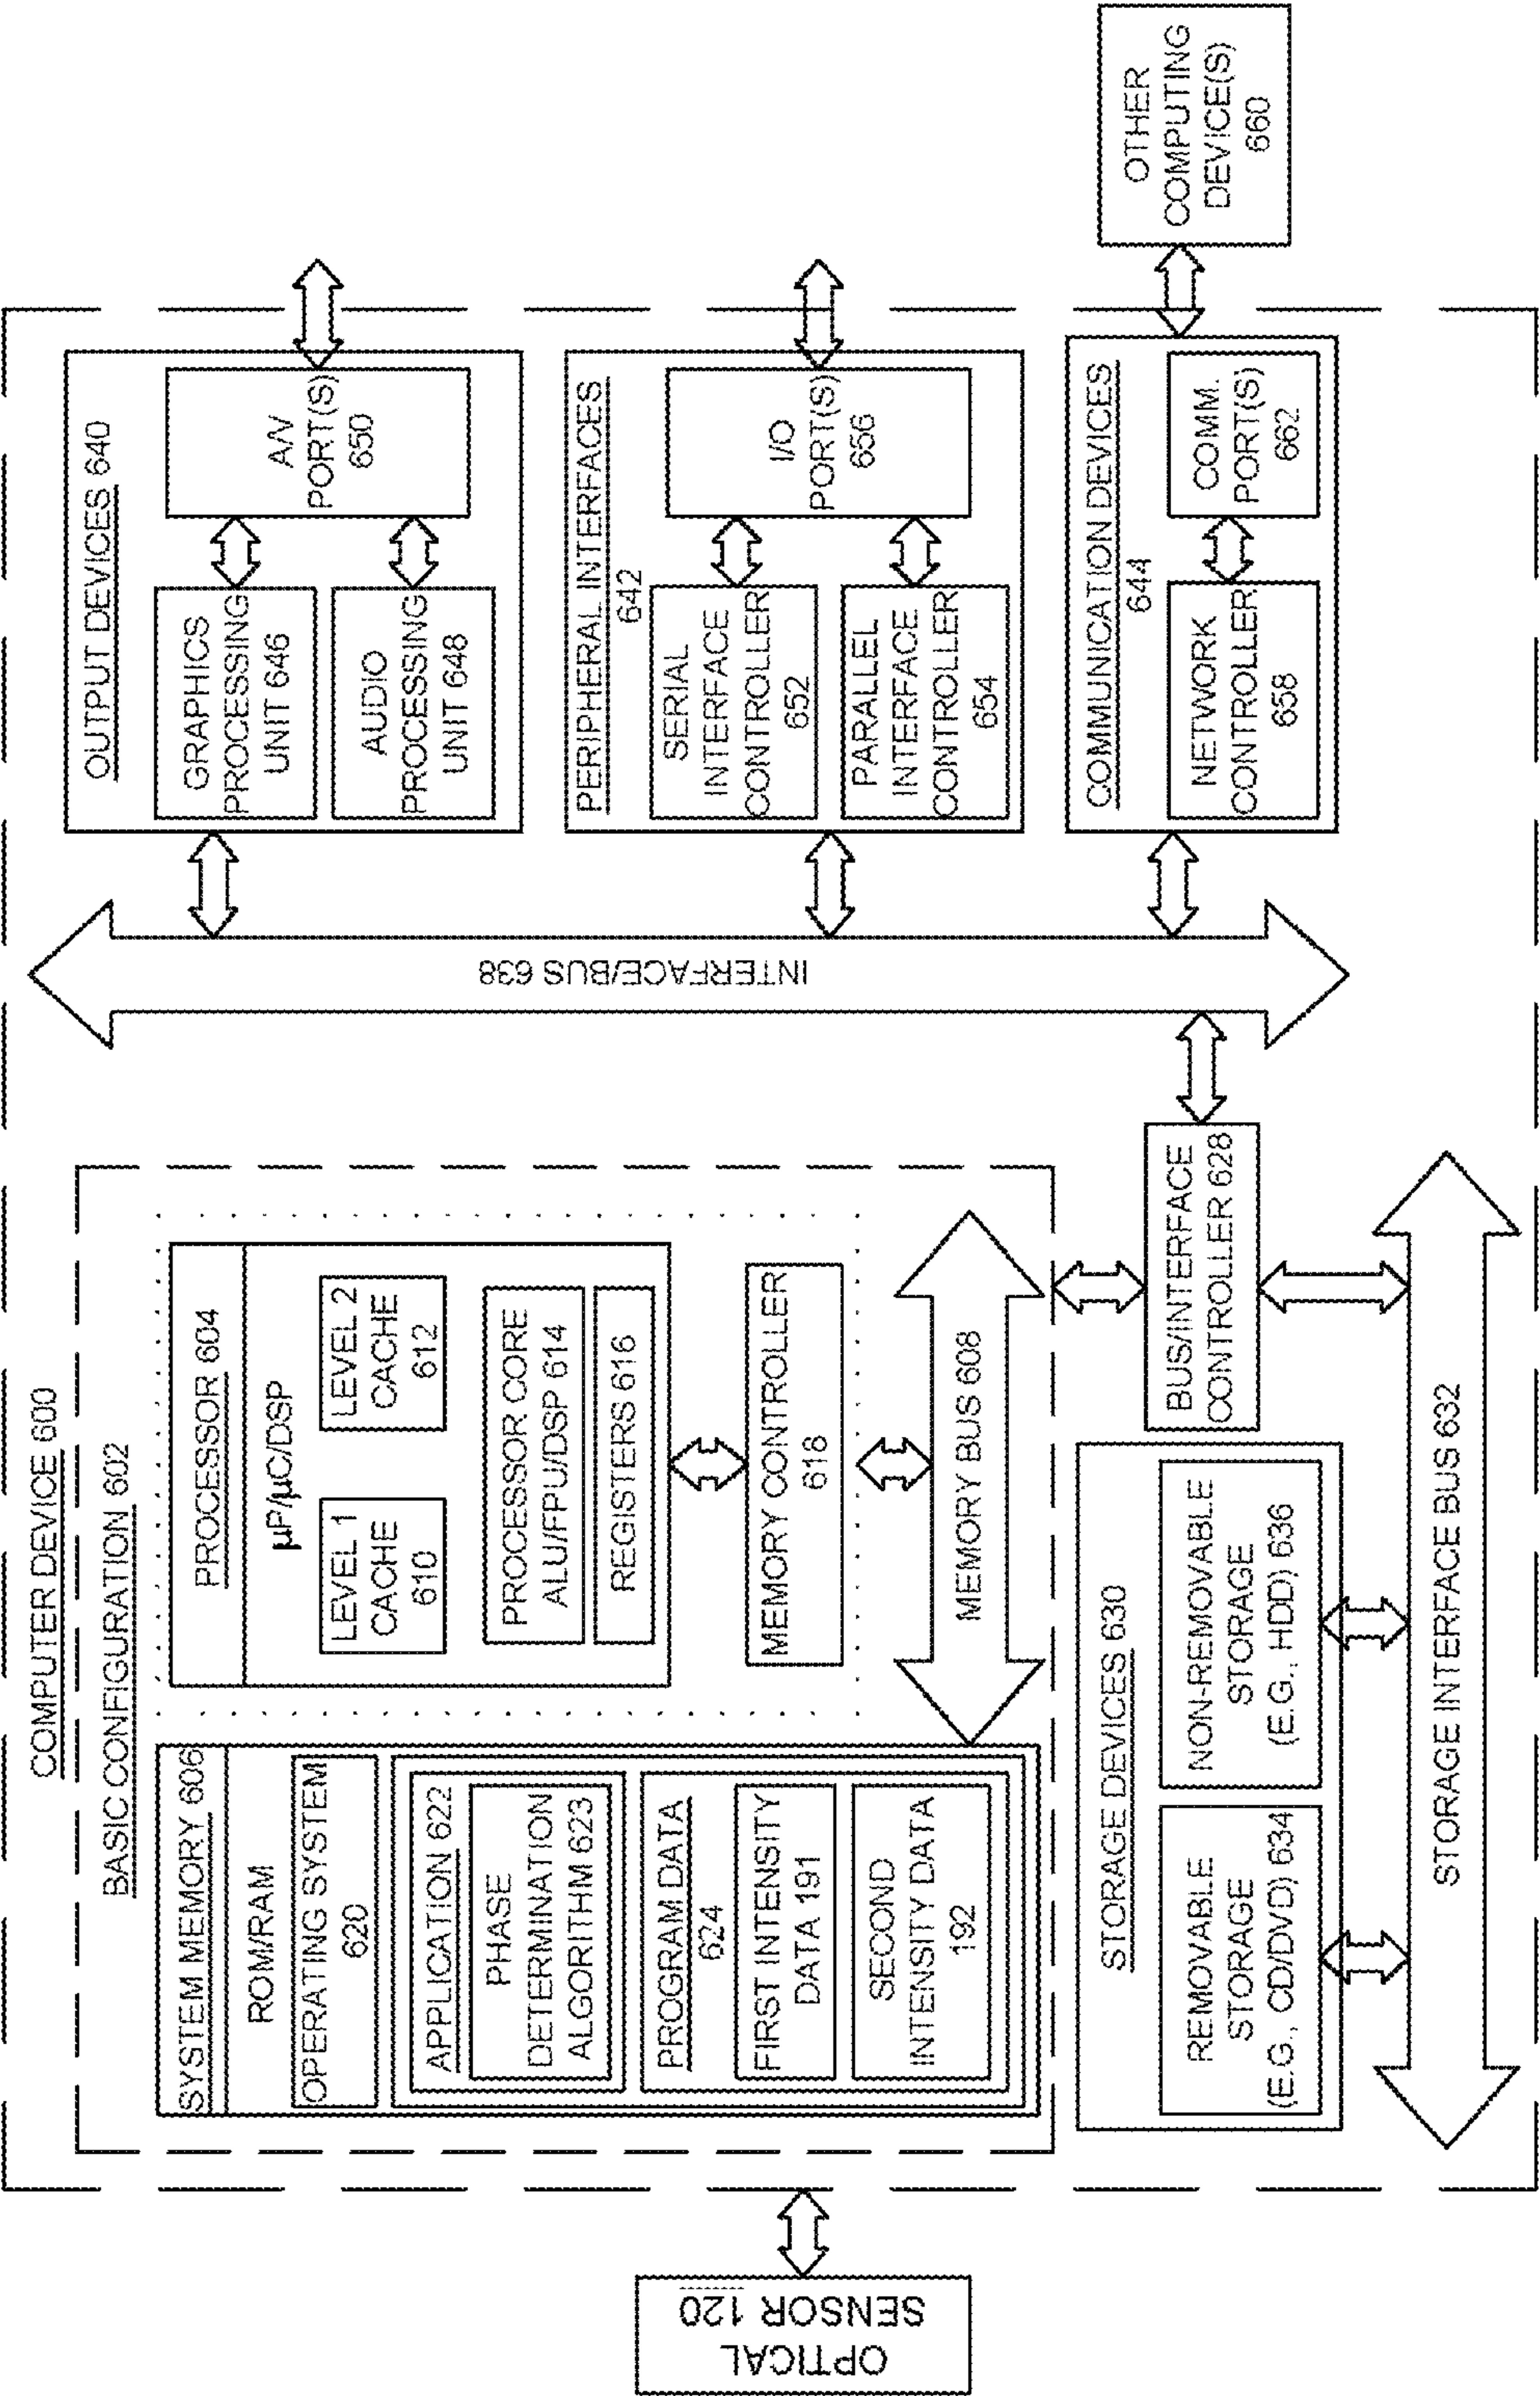 COMPUTER DEVICE 600
BASIC CONFIGURATION 602
SYSTEM MEMORY 606
ROM/RAM
OPERATING SYSTEM
620
APPLICATION 622
PHASE
DETERMINATION
ALGORITHM 623
PROGRAM DATA
624
FIRST INTENSITY
DATA 191
SECOND
INTENSITY DATA
192
PROCESSOR 604
µP/µC/DSP
LEVEL 1
CACHE
610
LEVEL 2
CACHE
612
PROCESSOR CORE
ALU/FPU/DSP 614
REGISTERS 616
MEMORY CONTROLLER
618
MEMORY BUS 608
BUS/INTERFACE
CONTROLLER 628
STORAGE DEVICES 630
REMOVABLE
STORAGE
(E.G., CD/DVD) 634
NON-REMOVABLE
STORAGE
(E.G., HDD) 636
STORAGE INTERFACE BUS 632
INTERFACE/BUS 638
OUTPUT DEVICES 640
GRAPHICS
PROCESSING
UNIT 646
AUDIO
PROCESSING
UNIT 648
A/V
PORT(S)
650
PERIPHERAL INTERFACES
642
SERIAL
INTERFACE
CONTROLLER
652
PARALLEL
INTERFACE
CONTROLLER
654
I/O
PORT(S)
656
COMMUNICATION DEVICES
644
NETWORK
CONTROLLER
658
COMM.
PORT(S)
662
OTHER
COMPUTING
DEVICE(S)
660
OPTICAL
SENSOR 120